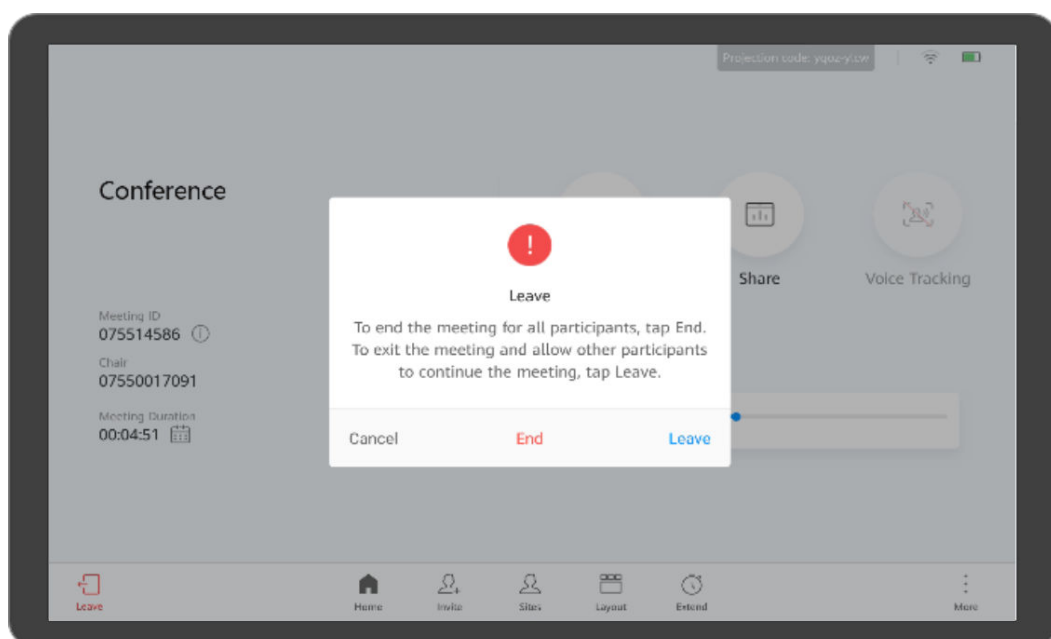 Projection code: yqoz-yttw
Conference
Share
Voice Tracking
Meeting ID
075514586
Chair
07550017091
Meeting Duration
00:04:51
!
Leave
To end the meeting for all participants, tap End.
To exit the meeting and allow other participants
to continue the meeting, tap Leave.
Cancel End Leave
Leave Home Invite Sites Layout Extend More